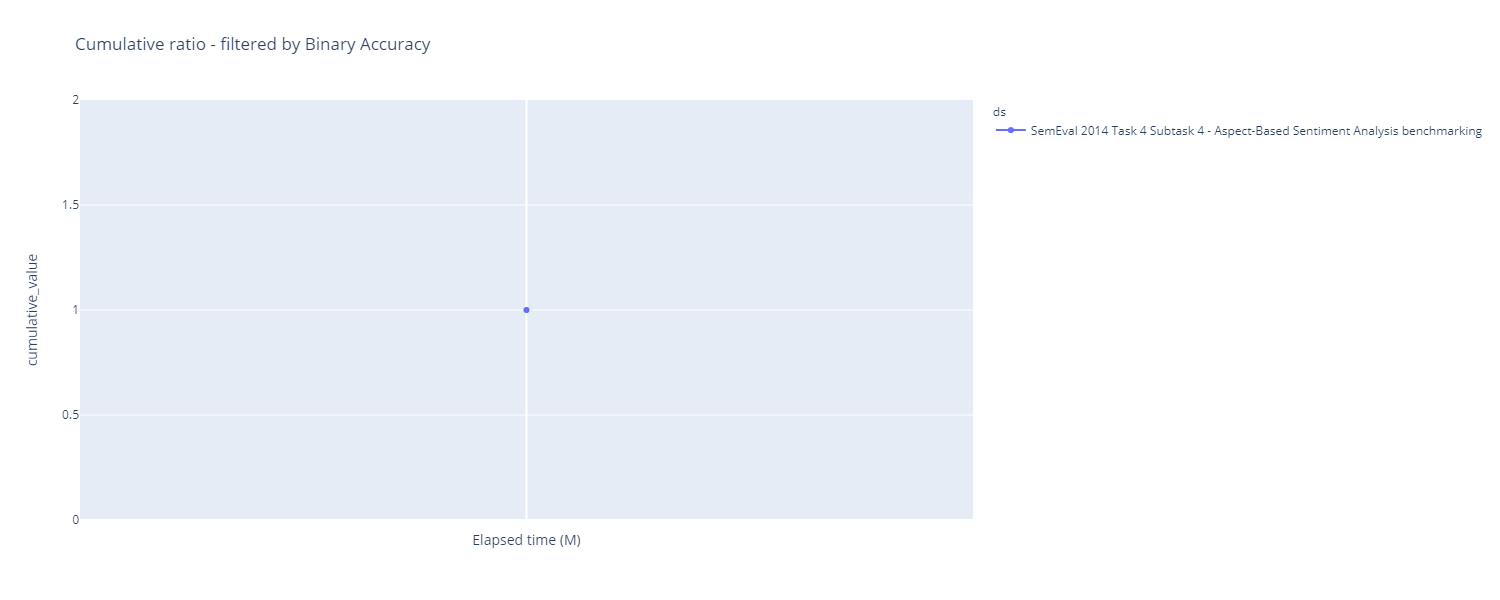 Cumulative ratio - filtered by Binary Accuracy
ds
SemEval 2014 Task 4 Subtask 4 - Aspect-Based Sentiment Analysis benchmarking
cumulative_value
2
1.5
1
0.5
0
Elapsed time (M)